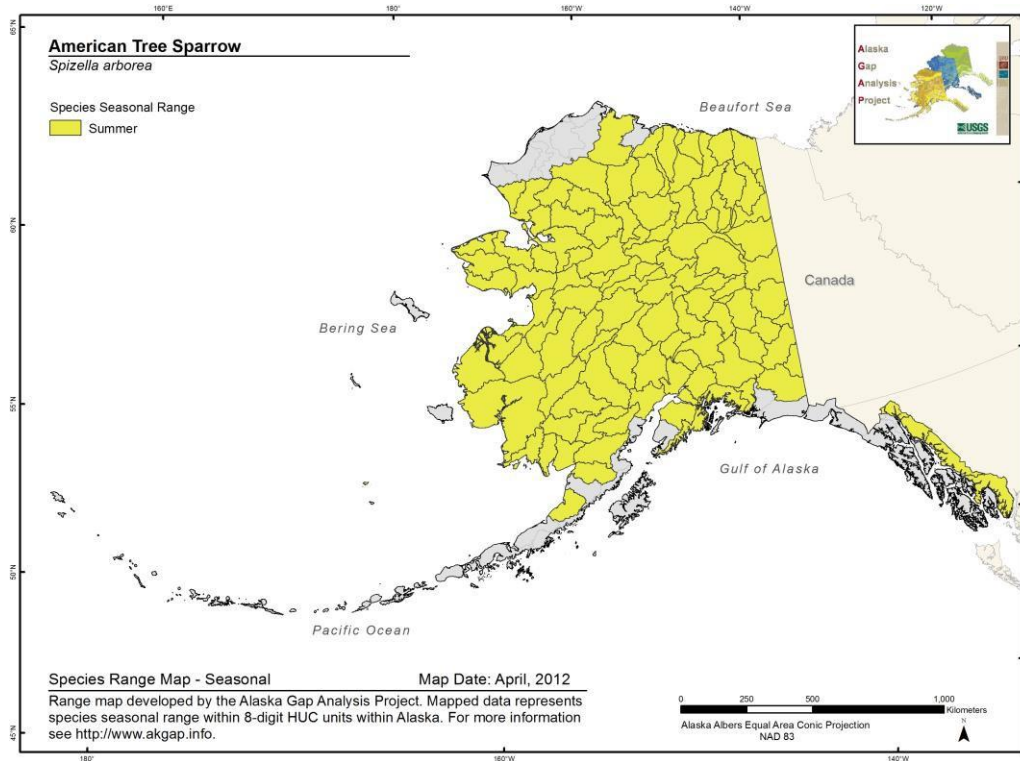 160°E
180°
160°W
140°W
120°W
65°N
American Tree Sparrow
Spizella arborea
Species Seasonal Range
Summer
Alaska
Gap
Analysis
Project
USGS
Beaufort Sea
60°N
Canada
Bering Sea
55°N
Gulf of Alaska
50°N
Pacific Ocean
Species Range Map - Seasonal
Map Date: April, 2012
Range map developed by the Alaska Gap Analysis Project. Mapped data represents
species seasonal range within 8-digit HUC units within Alaska. For more information
see http://www.akgap.info.
0 250 500 1,000
Kilometers
Alaska Albers Equal Area Conic Projection
NAD 83
N
45°N
180°
160°W
140°W